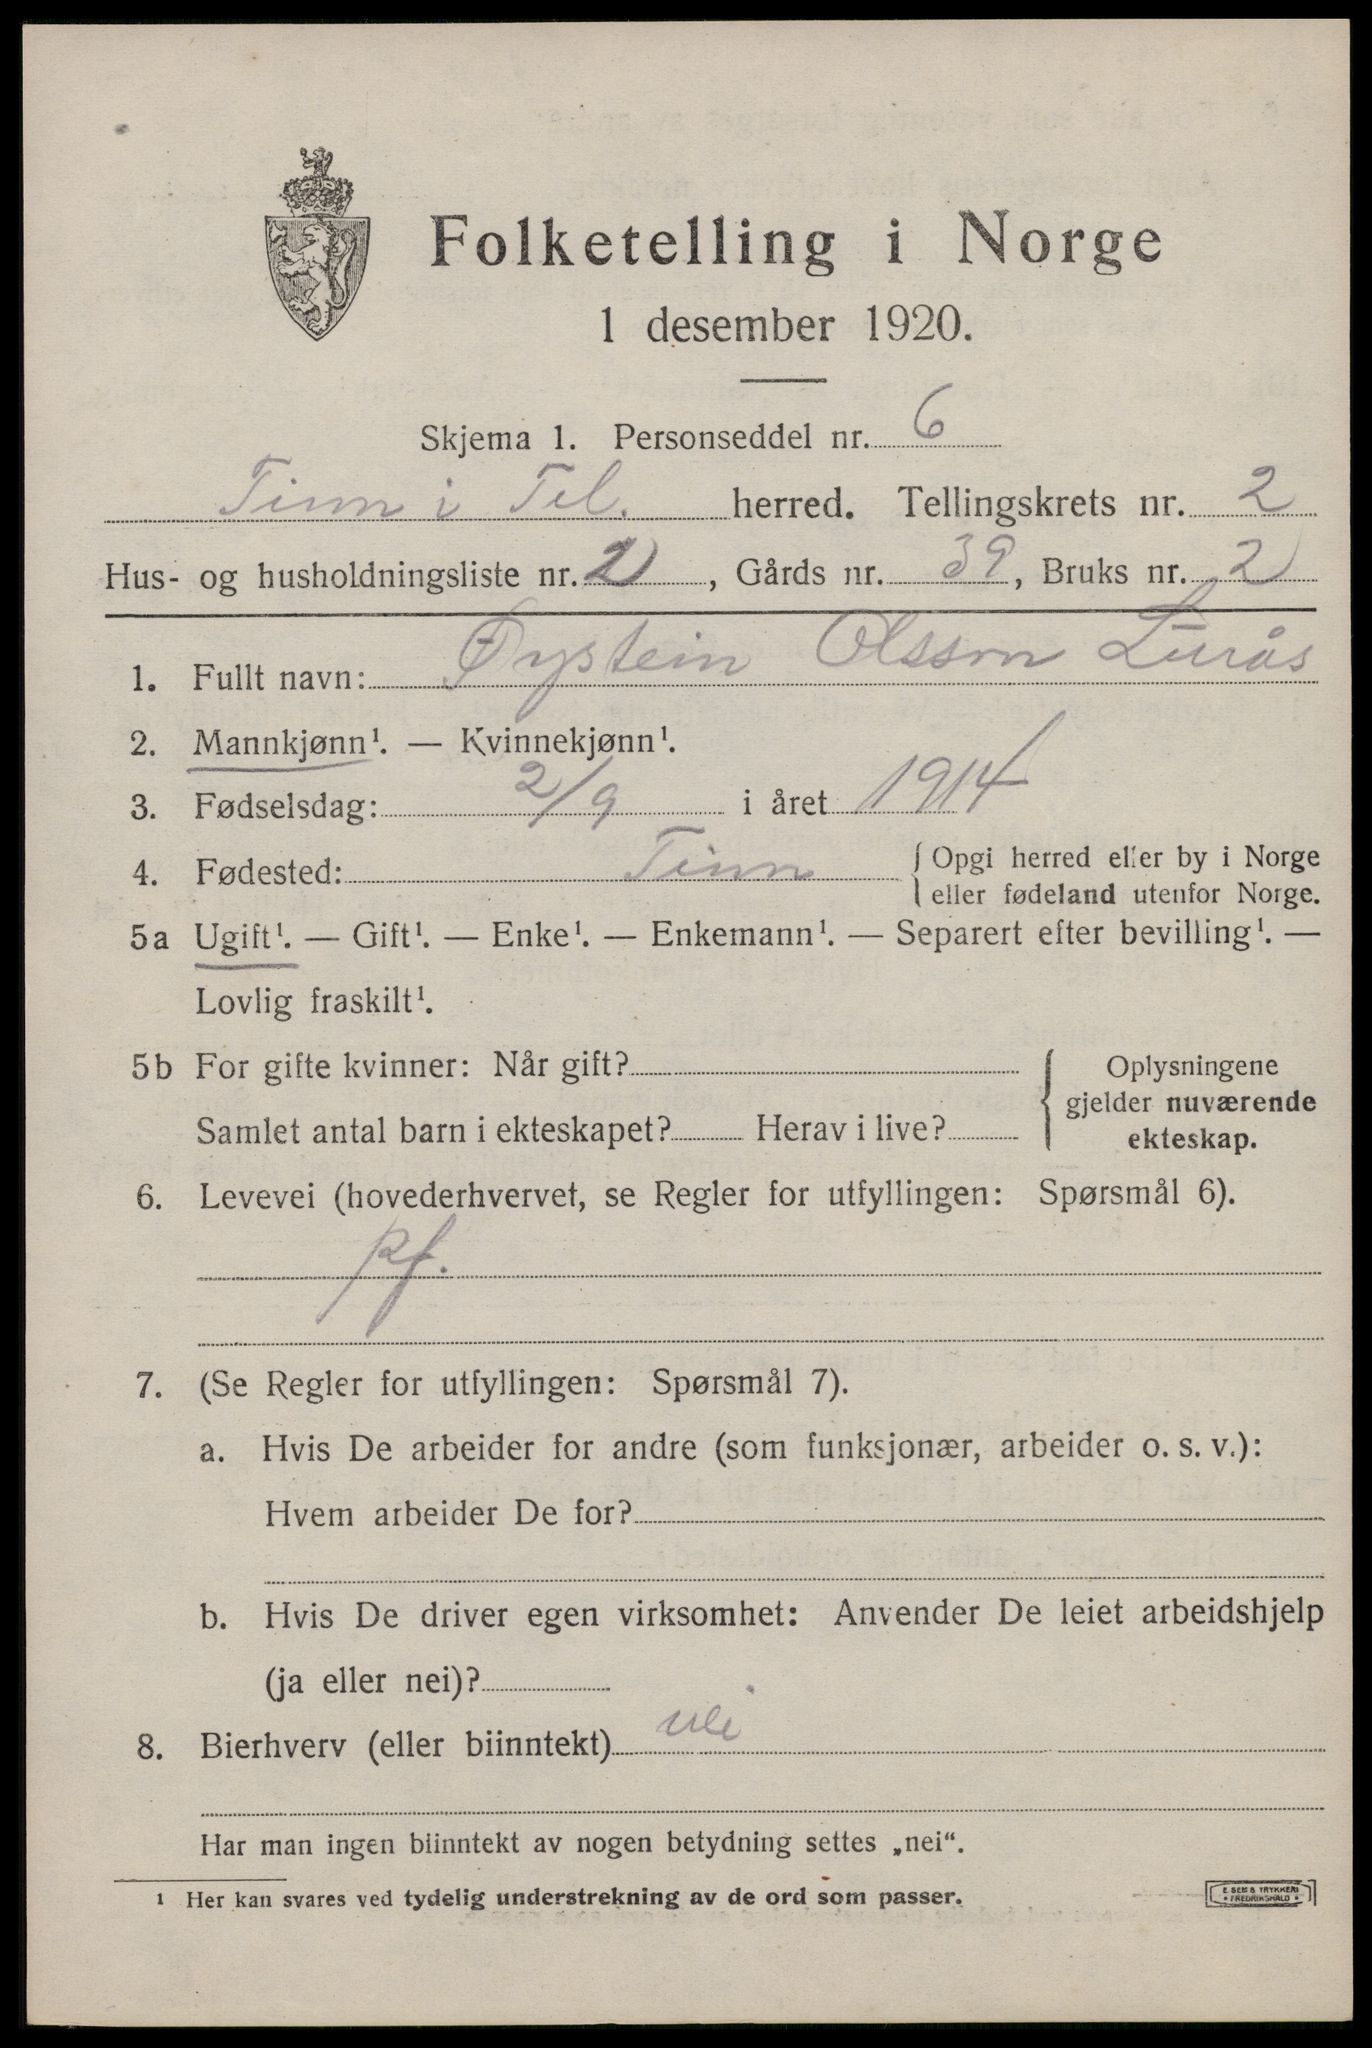 Folketelling i Norge
1 desember 1920.
Skjema 1. Personseddel nr. 6
Tinn i Tel. herred. Tellingskrets nr. 2
Hus- og husholdningsliste nr. 2, Gårds nr. 39, Bruks nr. 2
1. Fullt navn: Øystein Olsson Lurås
2. Mannkjønn¹. — Kvinnekjønn¹.
3. Fødselsdag: 2/9 i året 1914
4. Fødested: Tinn { Opgi herred eller by i Norge
eller fødeland utenfor Norge.
5a Ugift¹. — Gift¹. — Enke¹. — Enkemann¹. — Separert efter bevilling¹. —
Lovlig fraskilt¹.
5b For gifte kvinner: Når gift?
Samlet antal barn i ekteskapet? Herav i live?
{ Oplysningene
gjelder nuværende
ekteskap.
6. Levevei (hovederhvervet, se Regler for utfyllingen: Spørsmål 6).
pf.
7. (Se Regler for utfyllingen: Spørsmål 7).
a. Hvis De arbeider for andre (som funksjonær, arbeider o. s. v.):
Hvem arbeider De for?
b. Hvis De driver egen virksomhet: Anvender De leiet arbeidshjelp
(ja eller nei)?
8. Bierhverv (eller biinntekt) nei
Har man ingen biinntekt av nogen betydning settes „nei“.
¹ Her kan svares ved tydelig understrekning av de ord som passer.
E. SEM & TRYKKERI
* FREDRIKSHALD *